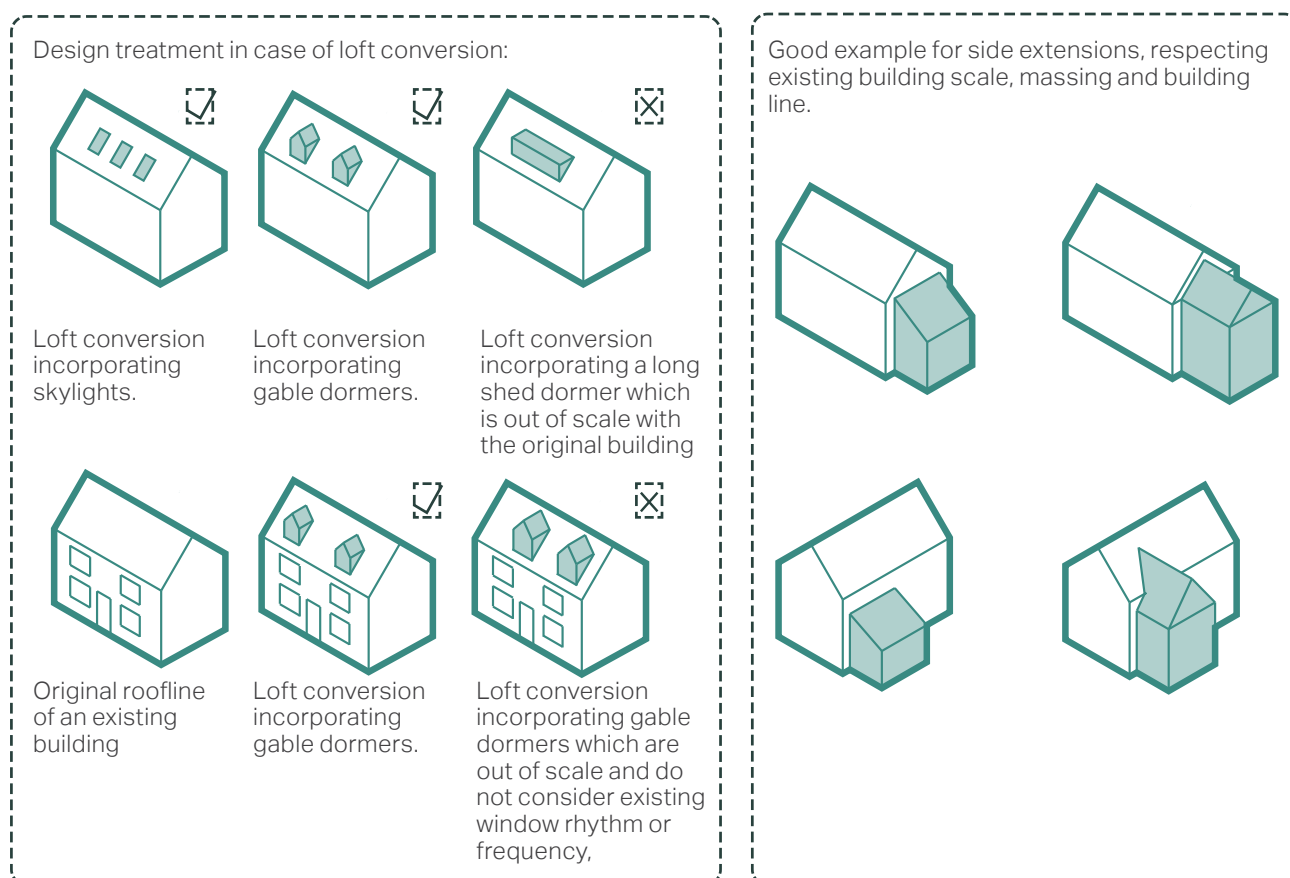 Design treatment in case of loft conversion:
Loft conversion
incorporating
skylights.
Loft conversion
incorporating
gable dormers.
Loft conversion
incorporating a long
shed dormer which
is out of scale with
the original building
Original roofline
of an existing
building
Loft conversion
incorporating
gable dormers.
Loft conversion
incorporating gable
dormers which are
out of scale and do
not consider existing
window rhythm or
frequency,
Good example for side extensions, respecting
existing building scale, massing and building
line.